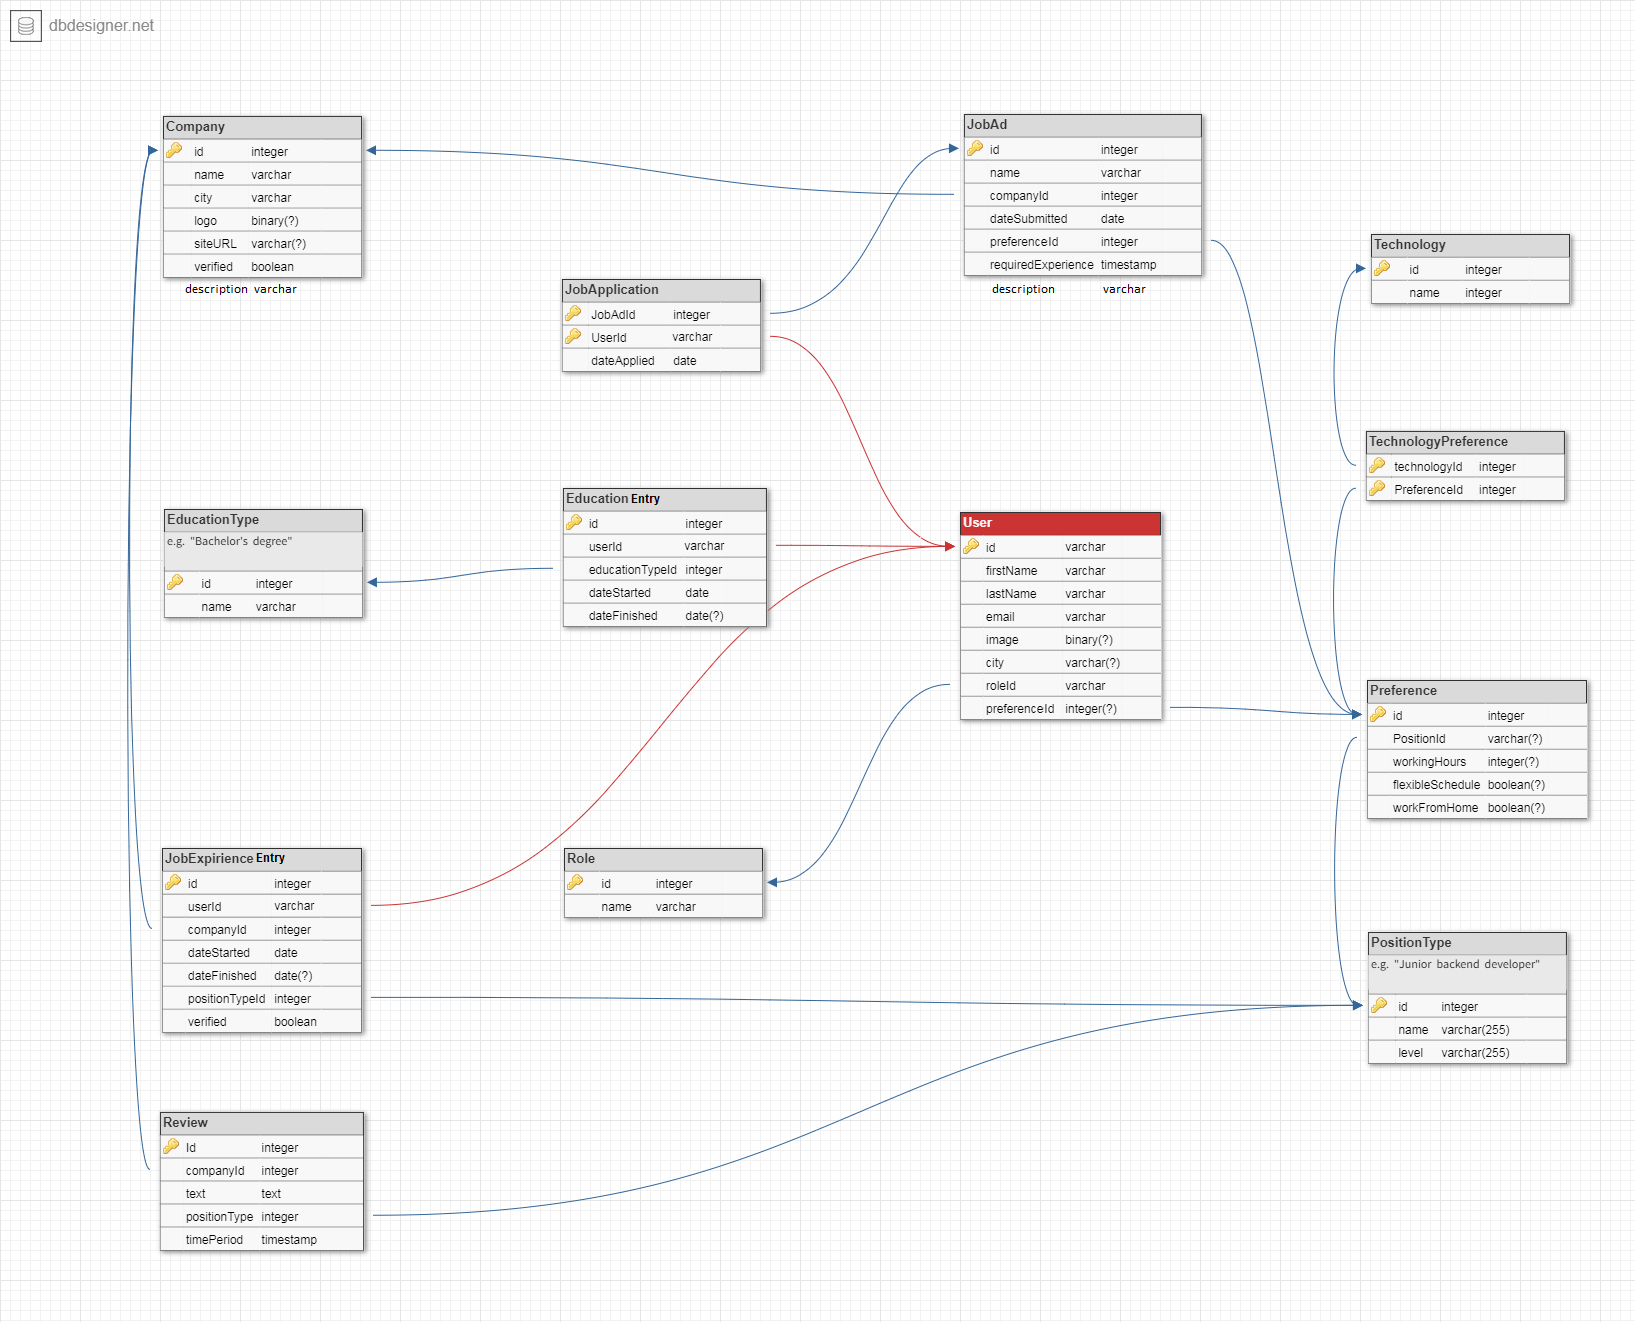 dbdesigner.net
Company
id integer
name varchar
city varchar
logo binary(?)
siteURL varchar(?)
verified boolean
description varchar
JobAd
id integer
name varchar
companyId integer
dateSubmitted date
preferenceId integer
requiredExperience timestamp
description varchar
Technology
id integer
name integer
JobApplication
JobAdId integer
UserId varchar
dateApplied date
TechnologyPreference
technologyId integer
PreferenceId integer
EducationType
e.g. "Bachelor's degree"
id integer
name varchar
Education Entry
id integer
userId varchar
educationTypeId integer
dateStarted date
dateFinished date(?)
User
id varchar
firstName varchar
lastName varchar
email varchar
image binary(?)
city varchar(?)
roleId varchar
preferenceId integer(?)
Preference
id integer
PositionId varchar(?)
workingHours integer(?)
flexibleSchedule boolean(?)
workFromHome boolean(?)
JobExpirience Entry
id integer
userId varchar
companyId integer
dateStarted date
dateFinished date(?)
positionTypeId integer
verified boolean
Role
id integer
name varchar
PositionType
e.g. "Junior backend developer"
id integer
name varchar(255)
level varchar(255)
Review
Id integer
companyId integer
text text
positionType integer
timePeriod timestamp